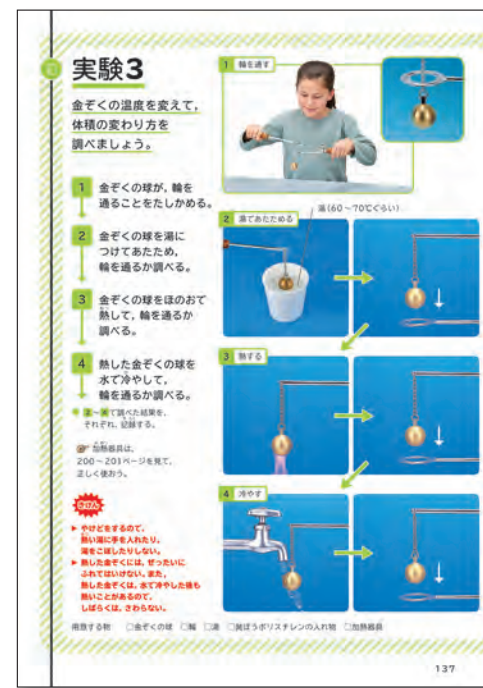 実験3
金ぞくの温度を変えて，
体積の変わり方を
調べましょう。
1 金ぞくの球が，輪を
通ることをたしかめる。
2 金ぞくの球を湯に
つけてあたため，
輪を通るか調べる。
3 金ぞくの球をほのおで
熱して，輪を通るか
調べる。
4 熱した金ぞくの球を
水で冷やして，
輪を通るか調べる。
2～4で調べた結果を，
それぞれ，記録する。
加熱器具は，
200～201ページを見て，
正しく使おう。
きけん
▶ やけどをするので，
熱い湯に手を入れたり，
湯をこぼしたりしない。
▶ 熱した金ぞくには，ぜったいに
ふれてはいけない。また，
熱した金ぞくは，水で冷やした後も
熱いことがあるので，
しばらくは，さわらない。
1 輪を通す
2 湯であたためる
湯（60～70℃ぐらい）
3 熱する
4 冷やす
用意する物 □金ぞくの球 □輪 □湯 □発ぽうポリスチレンの入れ物 □加熱器具
137